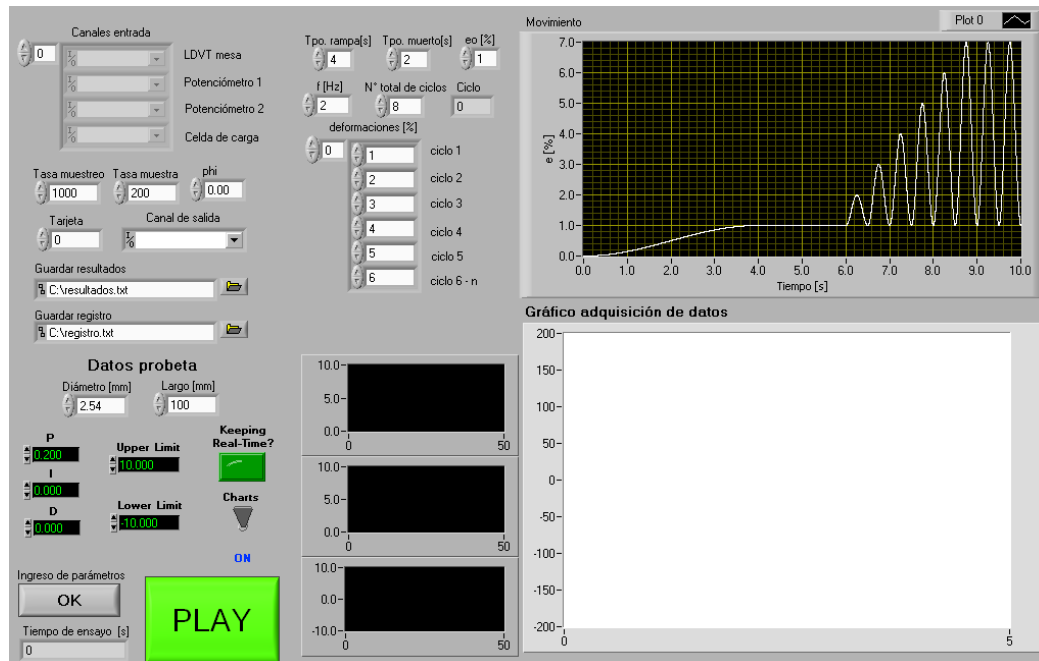 Canales entrada
0
LDVT mesa
Potenciómetro 1
Potenciómetro 2
Celda de carga
Tasa muestreo Tasa muestra phi
1000 200 0.00
Tarjeta Canal de salida
0
Guardar resultados
C:\resultados.txt
Guardar registro
C:\registro.txt
Datos probeta
Diámetro [mm] Largo [mm]
2.54 100
P
0.200
I
0.000
D
0.000
Upper Limit
10.000
Lower Limit
-10.000
Keeping
Real-Time?
Charts
ON
Ingreso de parámetros
OK
Tiempo de ensayo [s]
0
PLAY
Tpo. rampa[s] Tpo. muerto[s] eo [%]
4 2 1
f [Hz] N° total de ciclos Ciclo
2 8 0
deformaciones [%]
0
1 ciclo 1
2 ciclo 2
3 ciclo 3
4 ciclo 4
5 ciclo 5
6 ciclo 6 - n
10.0
5.0
0.0
0 50
10.0
5.0
0.0
0 50
10.0
0.0
-10.0
0 50
Movimiento
Plot 0
7.0
6.0
5.0
4.0
3.0
2.0
1.0
0.0
e [%]
0.0 1.0 2.0 3.0 4.0 5.0 6.0 7.0 8.0 9.0 10.0
Tiempo [s]
Gráfico adquisición de datos
200
150
100
50
0
-50
-100
-150
-200
0 5